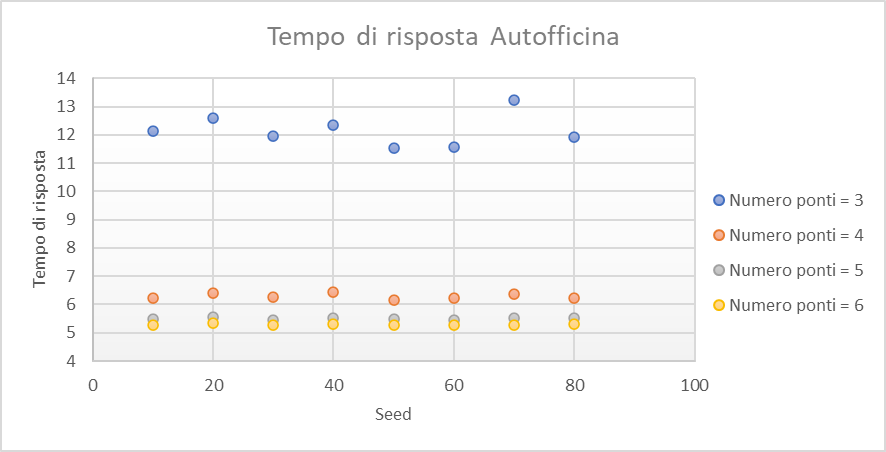 Tempo di risposta Autofficina
14
13
12
11
10
9
8
7
6
5
4
Tempo di risposta
0 20 40 60 80 100
Seed
Numero ponti = 3
Numero ponti = 4
Numero ponti = 5
Numero ponti = 6